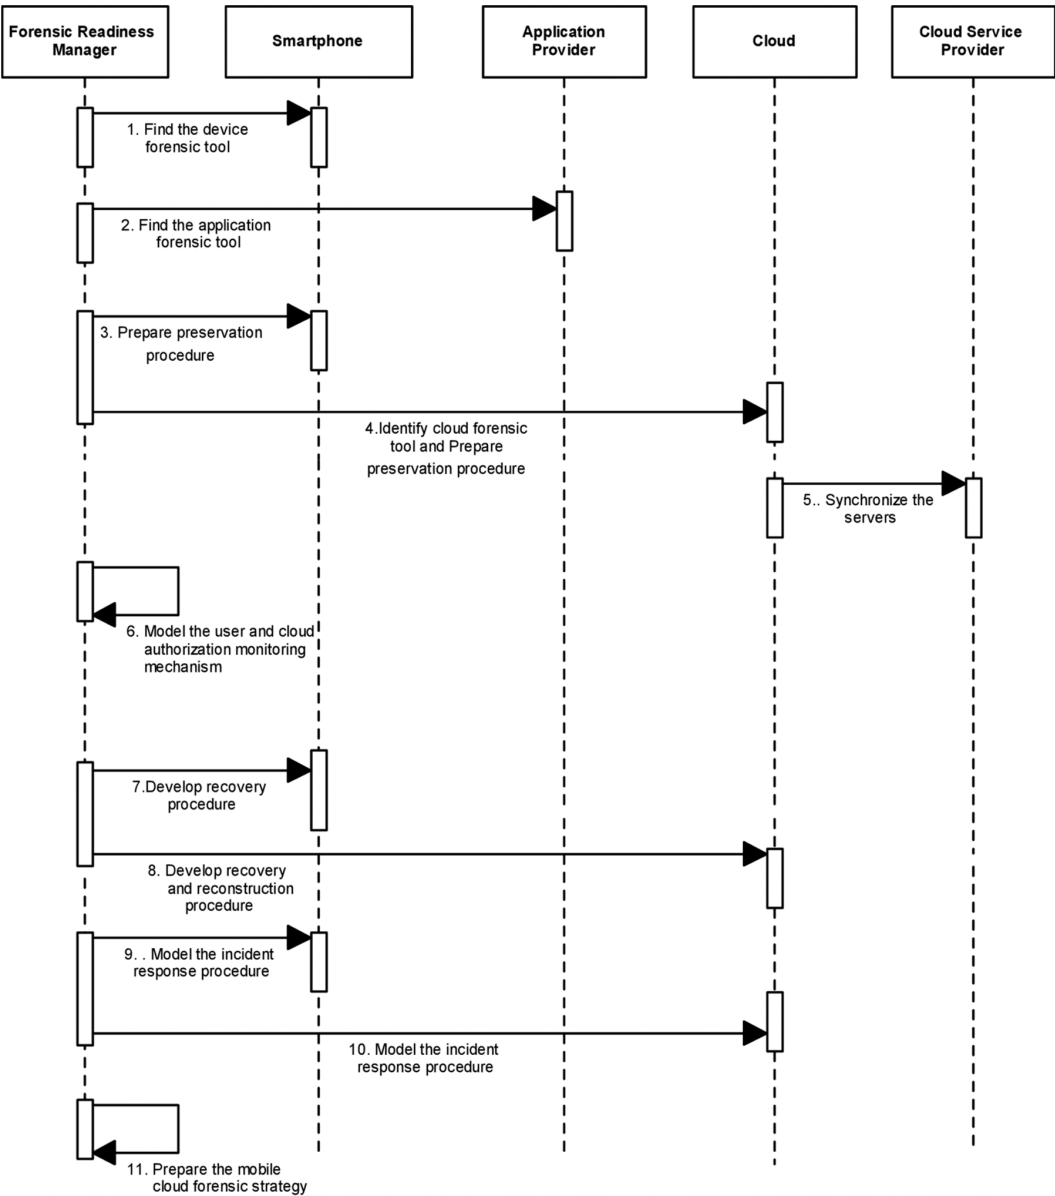 Forensic Readiness
Manager
Smartphone
Application
Provider
Cloud
Cloud Service
Provider
1. Find the device
forensic tool
2. Find the application
forensic tool
3. Prepare preservation
procedure
4.Identify cloud forensic
tool and Prepare
preservation procedure
5.. Synchronize the
servers
6. Model the user and cloud
authorization monitoring
mechanism
7.Develop recovery
procedure
8. Develop recovery
and reconstruction
procedure
9. . Model the incident
response procedure
10. Model the incident
response procedure
11. Prepare the mobile
cloud forensic strategy